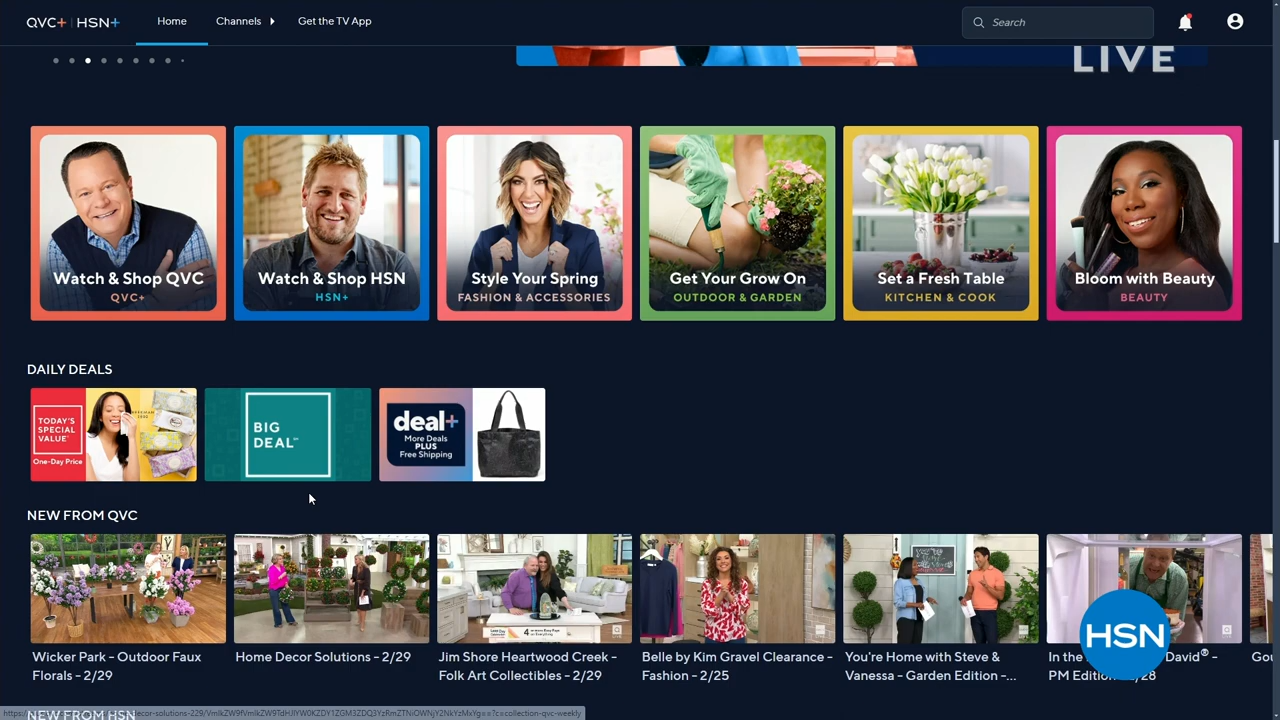 QVC+ | HSN+
Home
Channels
Get the TV App
Search
LIVE
Watch & Shop QVC
QVC+
Watch & Shop HSN
HSN+
Style Your Spring
FASHION & ACCESSORIES
Get Your Grow On
OUTDOOR & GARDEN
Set a Fresh Table
KITCHEN & COOK
Bloom with Beauty
BEAUTY
DAILY DEALS
TODAY'S
SPECIAL
VALUE
One-Day Price
BIG
DEAL℠
deal+
More Deals
PLUS
Free Shipping
NEW FROM QVC
Wicker Park - Outdoor Faux
Florals - 2/29
Home Decor Solutions - 2/29
Jim Shore Heartwood Creek -
Folk Art Collectibles - 2/29
Belle by Kim Gravel Clearance -
Fashion - 2/25
You're Home with Steve &
Vanessa - Garden Edition -...
In the David® -
PM Edition 2/28
HSN
NEW FROM HSN